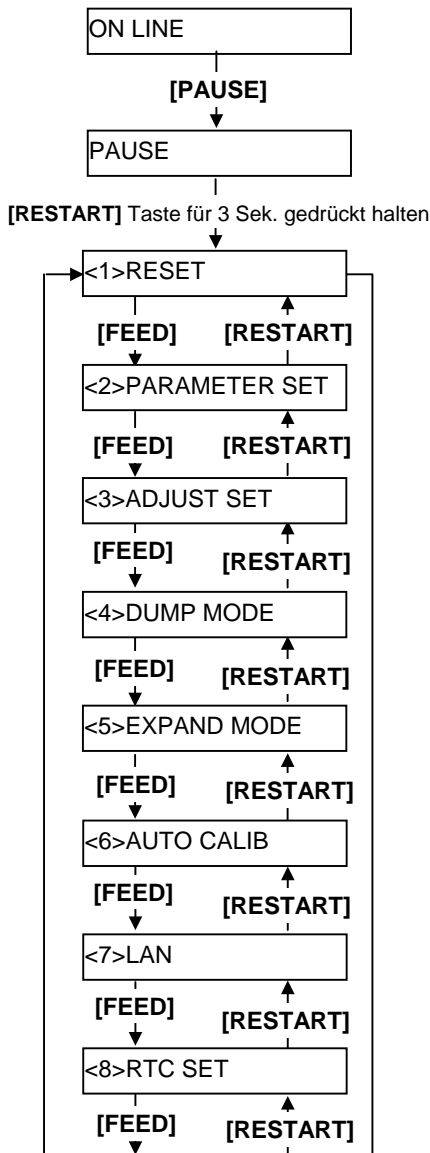 ON LINE
[PAUSE]
PAUSE
[RESTART] Taste für 3 Sek. gedrückt halten
<1>RESET
[FEED] [RESTART]
<2>PARAMETER SET
[FEED] [RESTART]
<3>ADJUST SET
[FEED] [RESTART]
<4>DUMP MODE
[FEED] [RESTART]
<5>EXPAND MODE
[FEED] [RESTART]
<6>AUTO CALIB
[FEED] [RESTART]
<7>LAN
[FEED] [RESTART]
<8>RTC SET
[FEED] [RESTART]